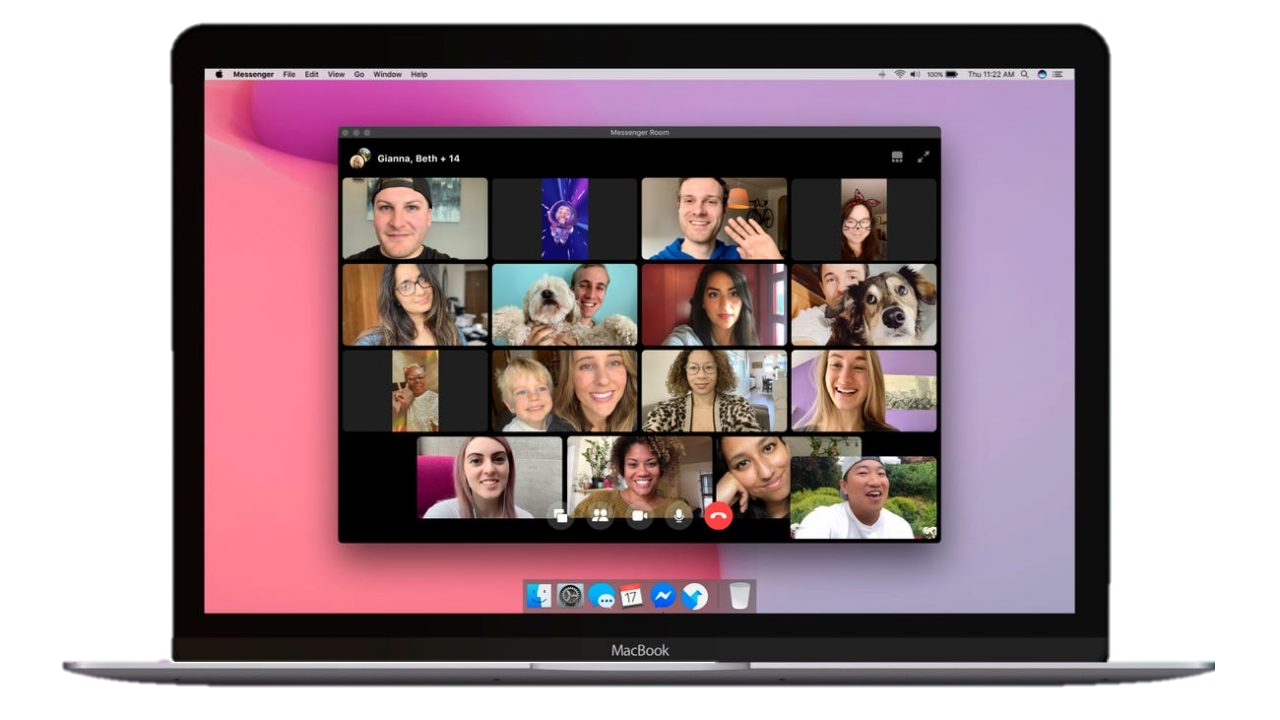 Messenger File Edit View Go Window Help
100% Thu 11:22 AM
Messenger Room
Gianna, Beth + 14
17
MacBook